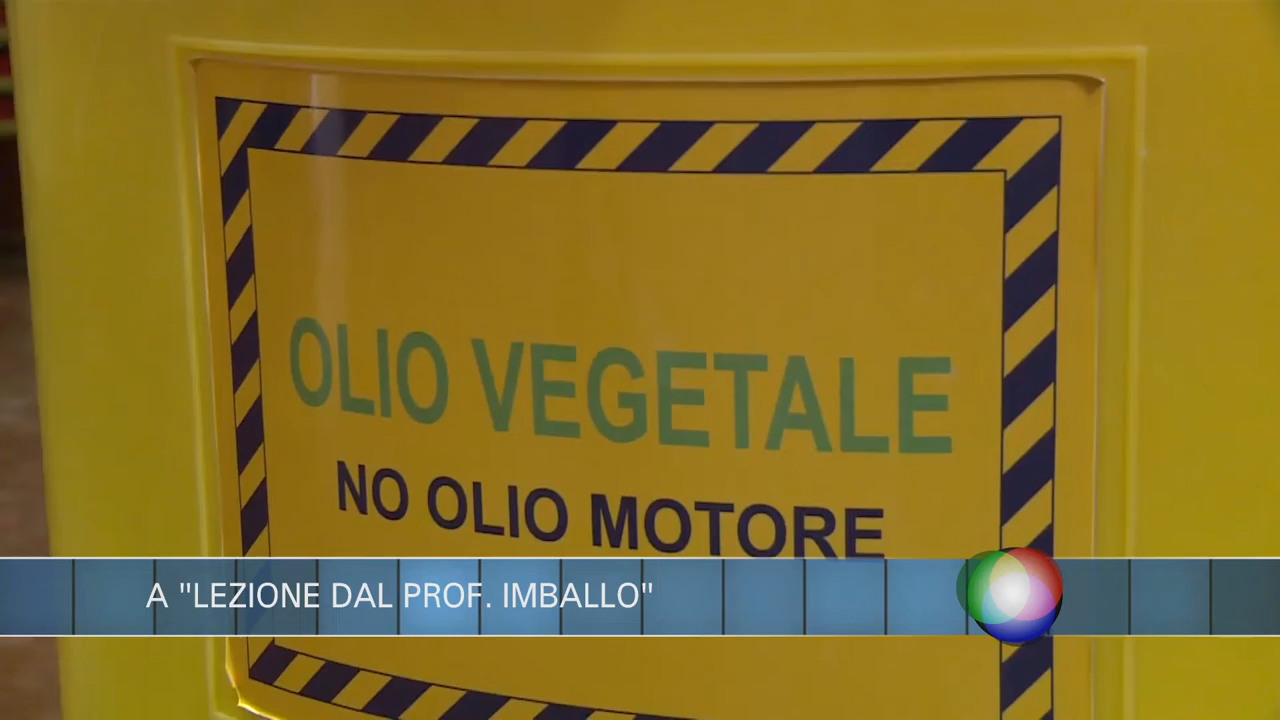 OLIO VEGETALE
NO OLIO MOTORE
A "LEZIONE DAL PROF. IMBALLO"